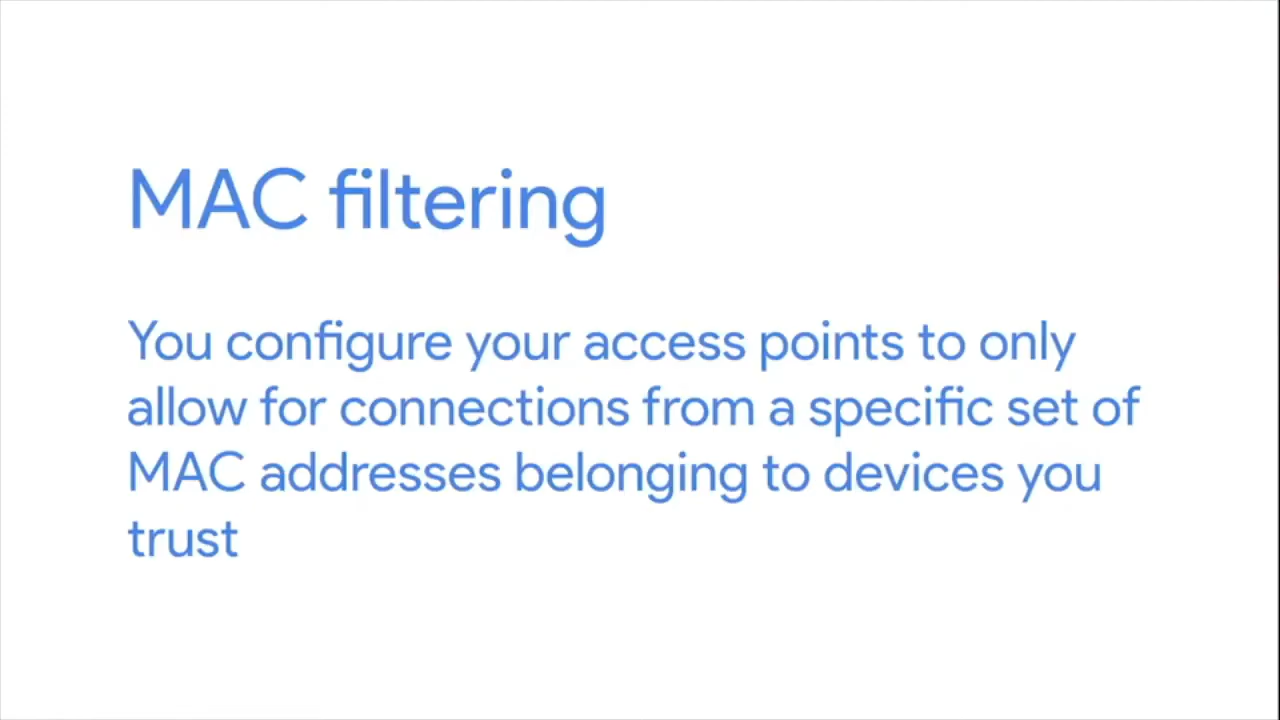 MAC filtering
You configure your access points to only
allow for connections from a specific set of
MAC addresses belonging to devices you
trust